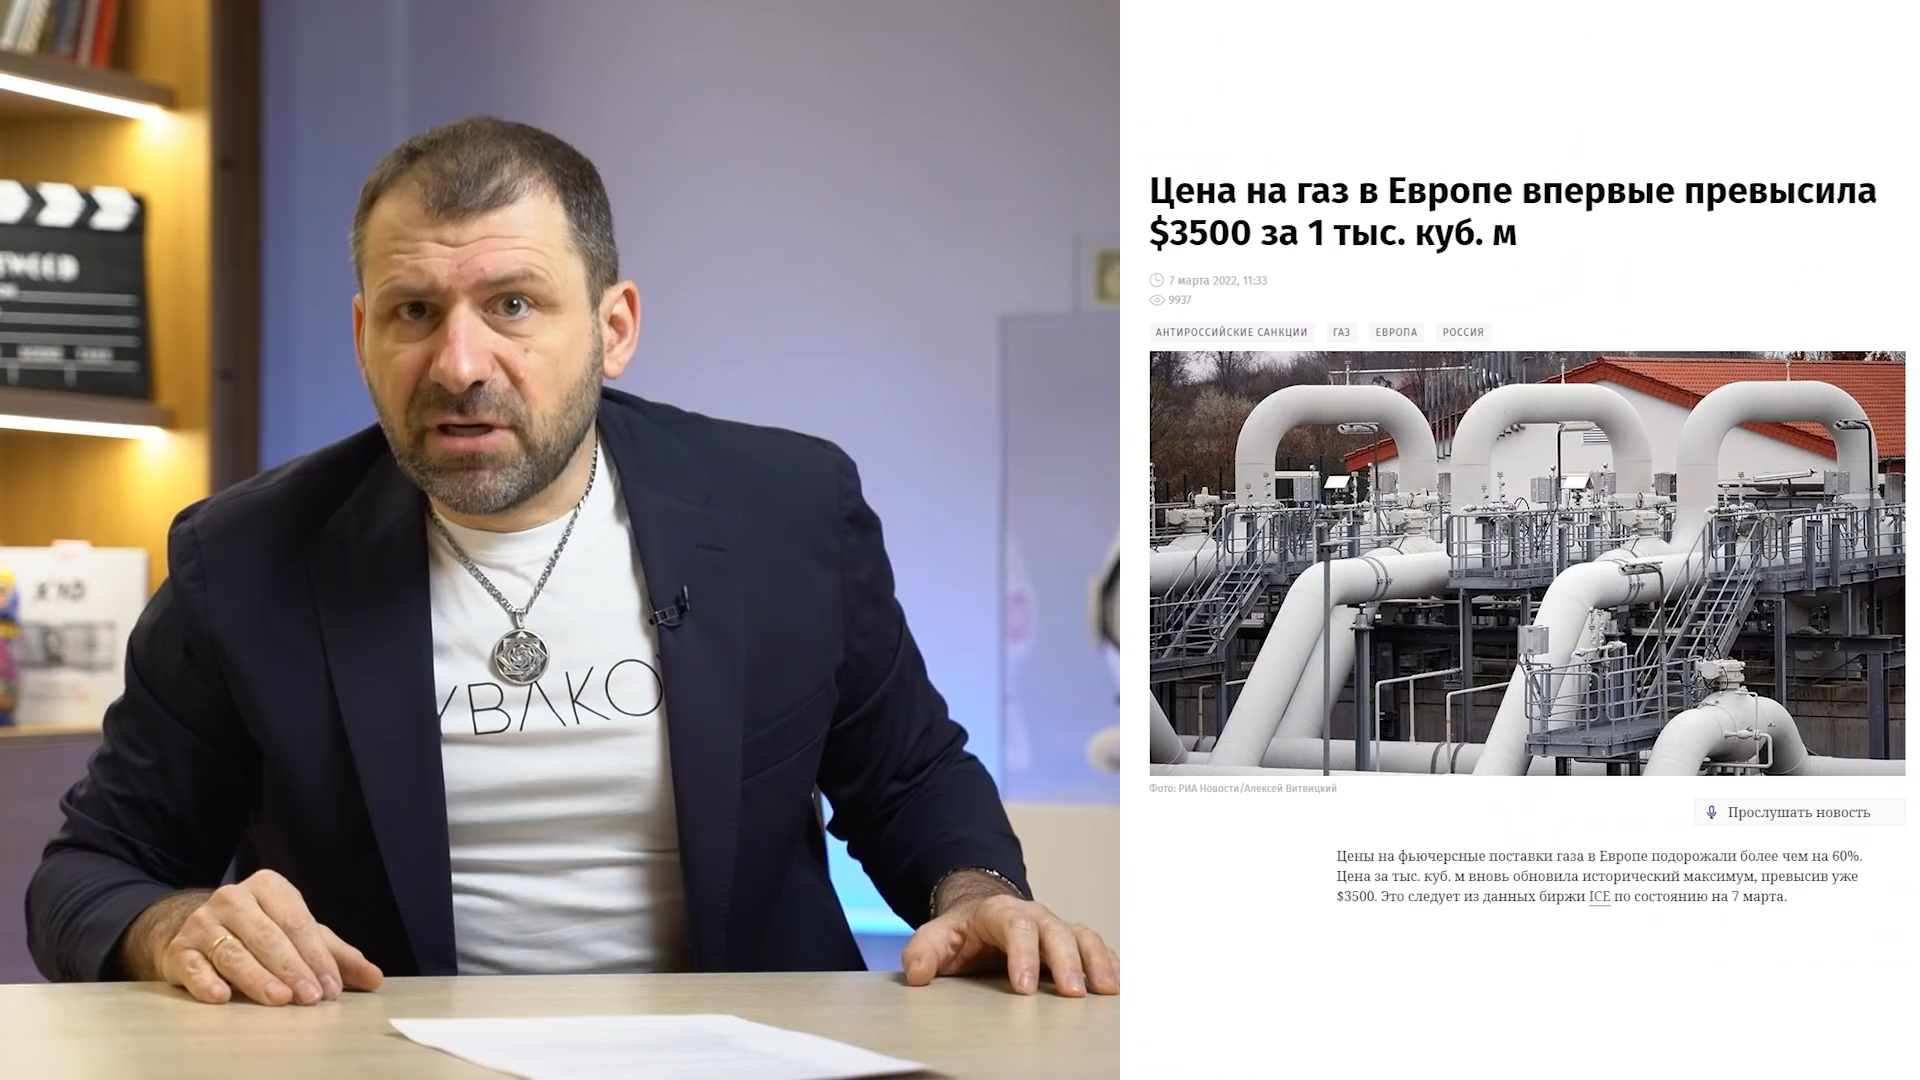 УВАКО
Цена на газ в Европе впервые превысила
$3500 за 1 тыс. куб. м
7 марта 2022, 11:33
9937
АНТИРОССИЙСКИЕ САНКЦИИ ГАЗ ЕВРОПА РОССИЯ
Фото: РИА Новости/Алексей Витвицкий
Прослушать новость
Цены на фьючерсные поставки газа в Европе подорожали более чем на 60%.
Цена за тыс. куб. м вновь обновила исторический максимум, превысив уже
$3500. Это следует из данных биржи ICE по состоянию на 7 марта.